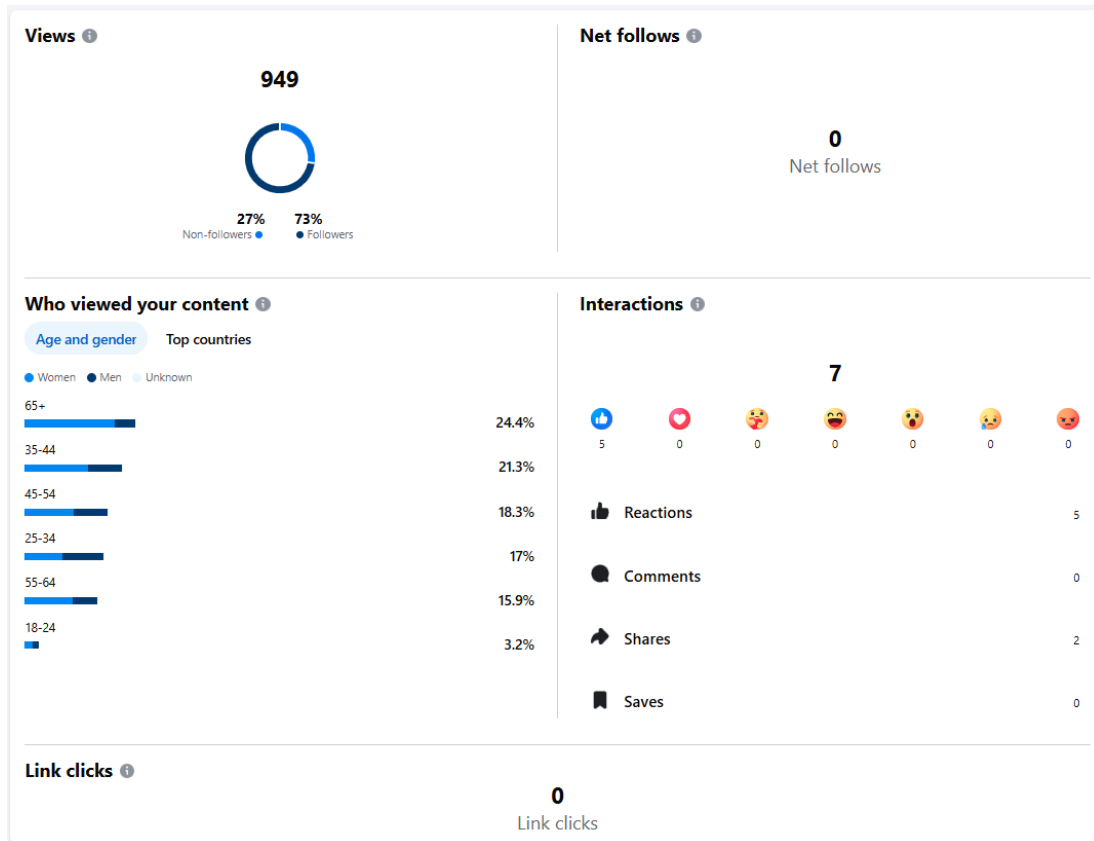 Views
949
27% 73%
Non-followers Followers
Net follows
0
Net follows
Who viewed your content
Age and gender Top countries
Women Men Unknown
65+
24.4%
35-44
21.3%
45-54
18.3%
25-34
17%
55-64
15.9%
18-24
3.2%
Interactions
7
5 0 0 0 0 0 0
Reactions 5
Comments 0
Shares 2
Saves 0
Link clicks
0
Link clicks